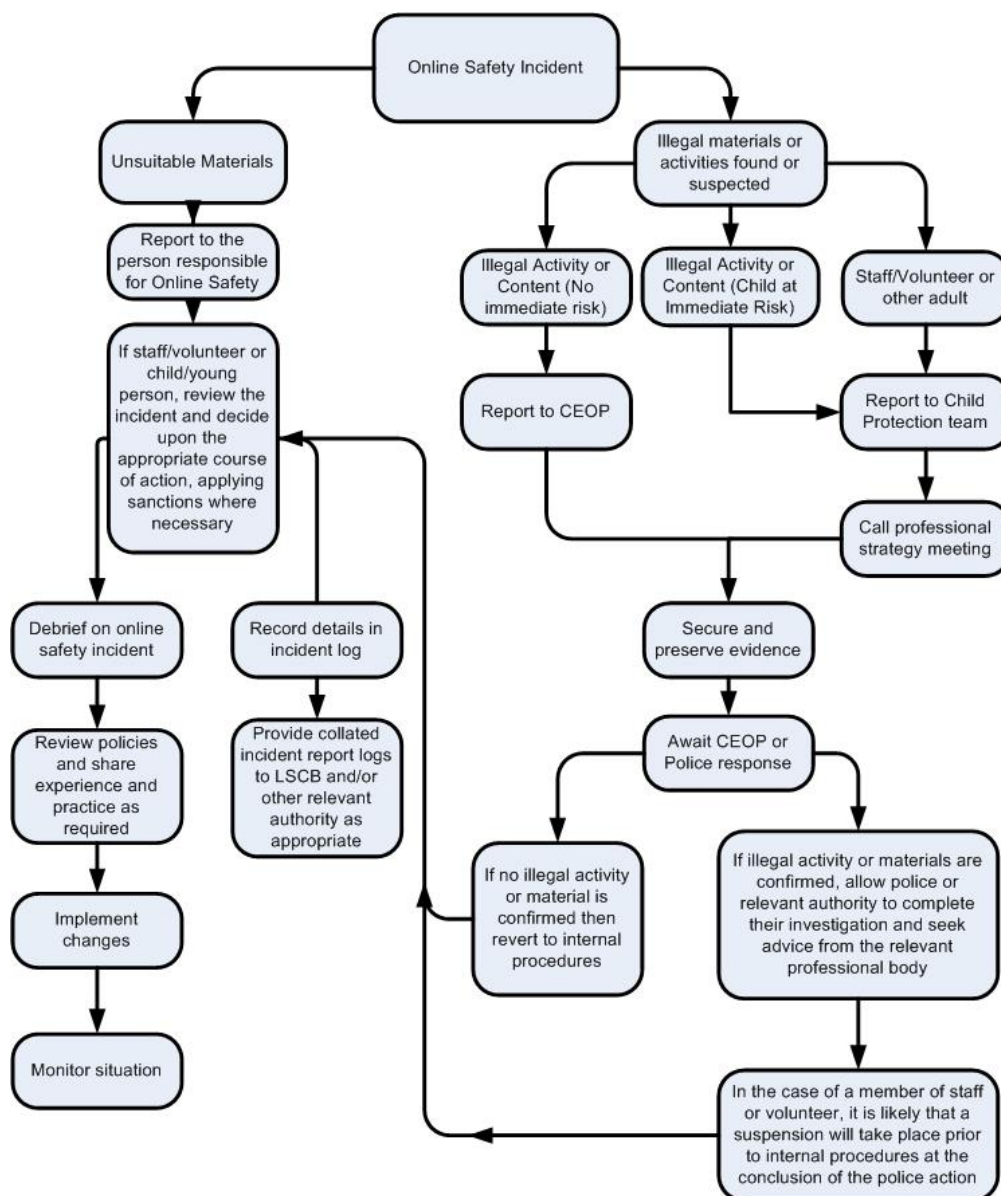 Online Safety Incident
Unsuitable Materials
Report to the
person responsible
for Online Safety
If staff/volunteer or
child/young
person, review the
incident and decide
upon the
appropriate course
of action, applying
sanctions where
necessary
Debrief on online
safety incident
Review policies
and share
experience and
practice as
required
Implement
changes
Monitor situation
Record details in
incident log
Provide collated
incident report logs
to LSCB and/or
other relevant
authority as
appropriate
Illegal materials or
activities found or
suspected
Illegal Activity or
Content (No
immediate risk)
Illegal Activity or
Content (Child at
Immediate Risk)
Staff/Volunteer or
other adult
Report to CEOP
Report to Child
Protection team
Call professional
strategy meeting
Secure and
preserve evidence
Await CEOP or
Police response
If no illegal activity
or material is
confirmed then
revert to internal
procedures
If illegal activity or materials are
confirmed, allow police or
relevant authority to complete
their investigation and seek
advice from the relevant
professional body
In the case of a member of staff
or volunteer, it is likely that a
suspension will take place prior
to internal procedures at the
conclusion of the police action